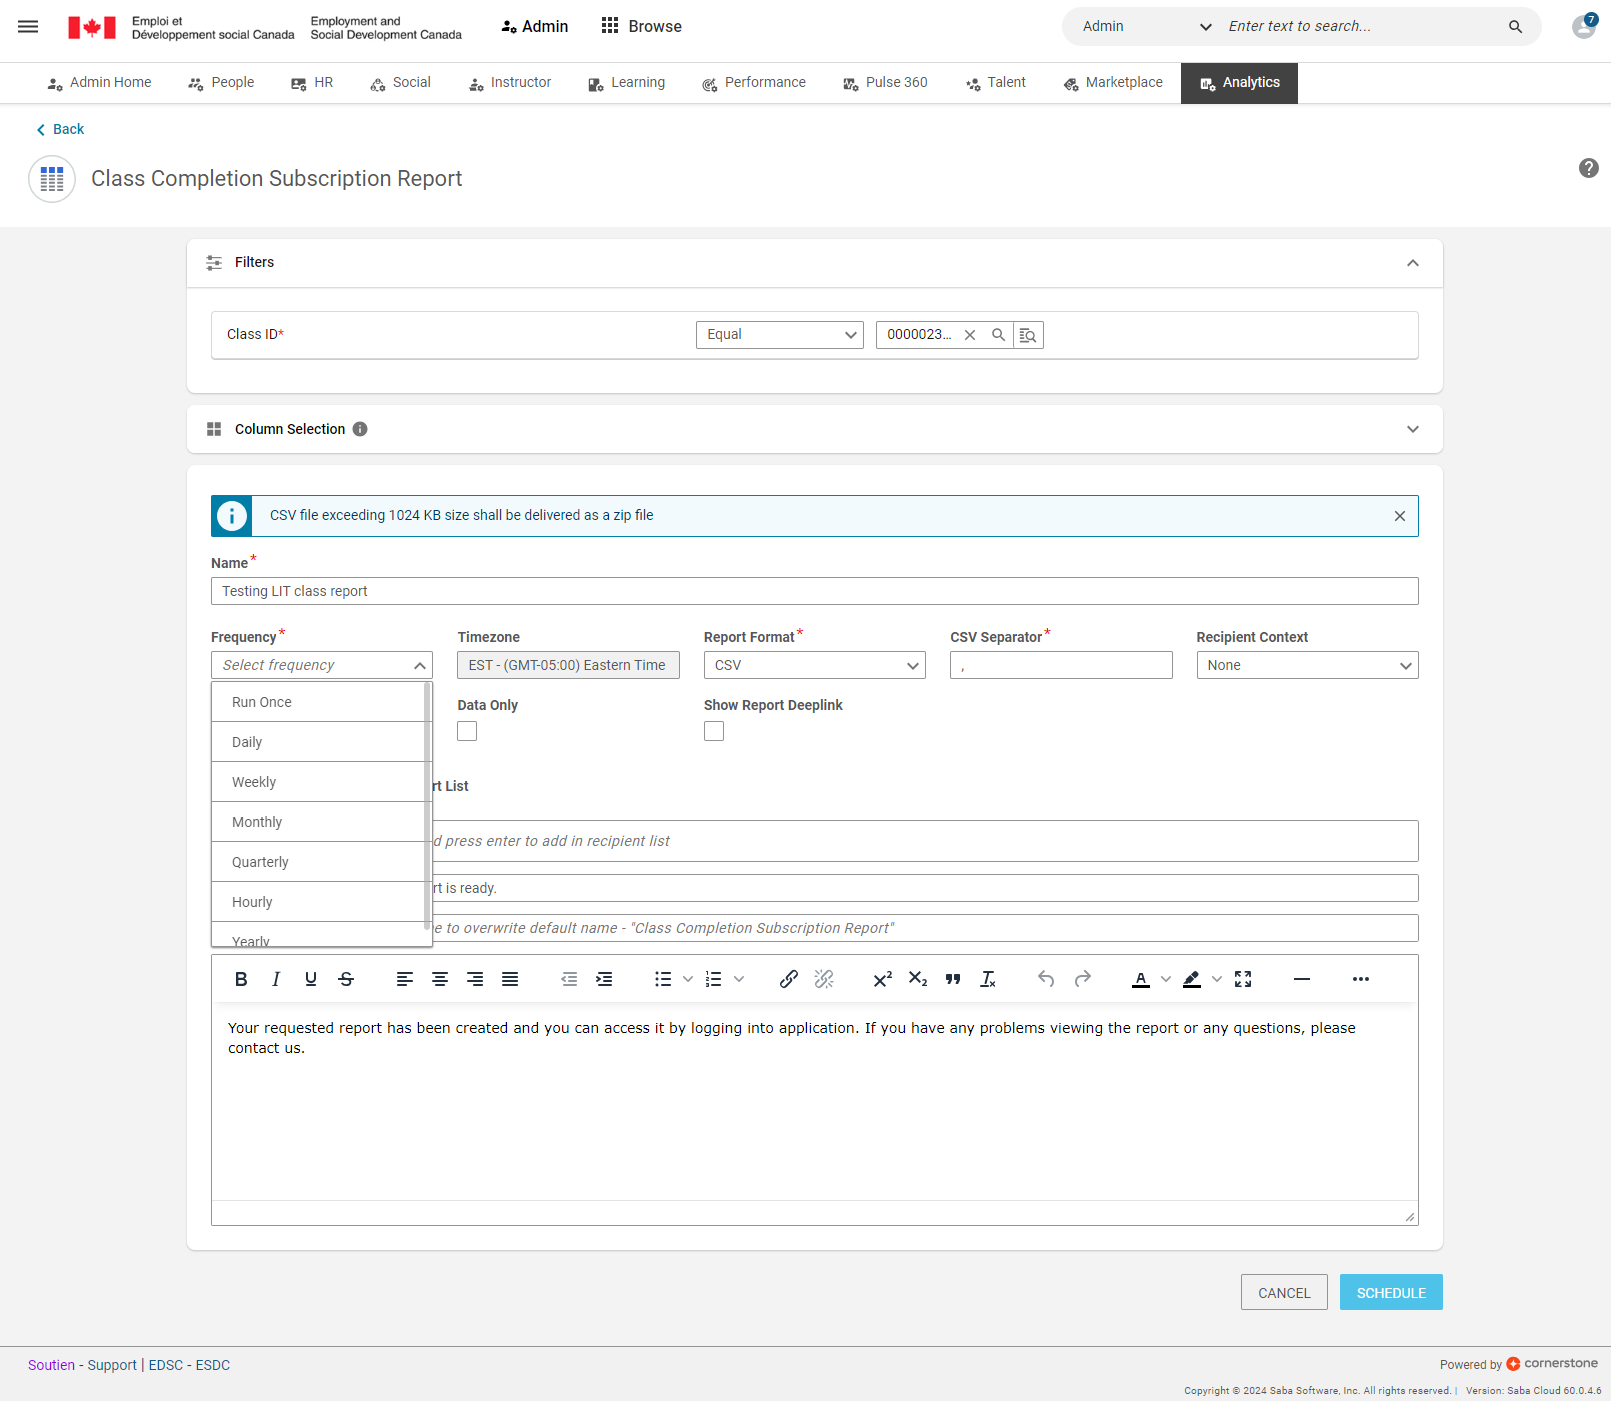 Emploi et
Développement social Canada
Employment and
Social Development Canada
Admin
Browse
Admin
Enter text to search...
7
Admin Home
People
HR
Social
Instructor
Learning
Performance
Pulse 360
Talent
Marketplace
Analytics
Back
Class Completion Subscription Report
Filters
Class ID*
Equal
0000023...
Column Selection
CSV file exceeding 1024 KB size shall be delivered as a zip file
Name*
Testing LIT class report
Frequency*
Timezone
Report Format*
CSV Separator*
Recipient Context
Select frequency
EST - (GMT-05:00) Eastern Time
CSV
,
None
Run Once
Daily
Weekly
Monthly
Quarterly
Hourly
Yearly
Data Only
Show Report Deeplink
rt List
d press enter to add in recipient list
rt is ready.
e to overwrite default name - "Class Completion Subscription Report"
Your requested report has been created and you can access it by logging into application. If you have any problems viewing the report or any questions, please
contact us.
CANCEL
SCHEDULE
Soutien - Support | EDSC - ESDC
Powered by cornerstone
Copyright © 2024 Saba Software, Inc. All rights reserved. | Version: Saba Cloud 60.0.4.6